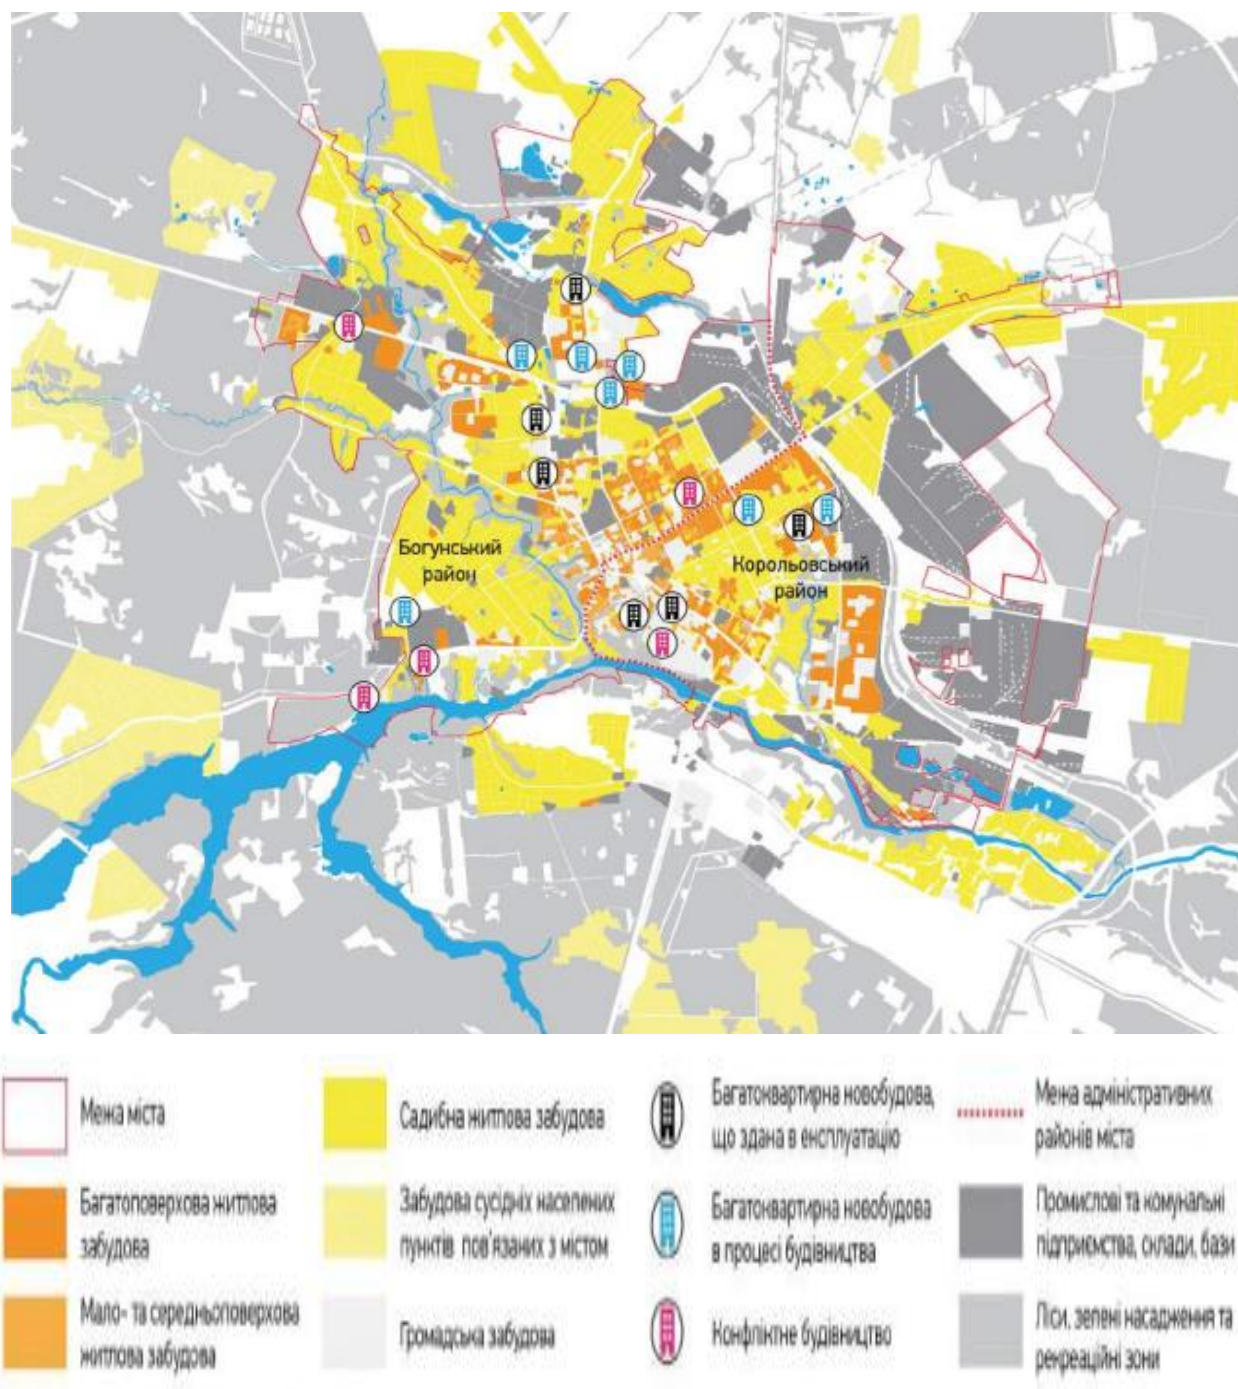 Богунський
район
Корольовський
район
Межа міста
Садибна житлова забудова
Багатоквартирна новобудова,
що здана в експлуатацію
Межа адміністративних
районів міста
Багатоповерхова житлова
забудова
Забудова сусідніх населених
пунктів пов'язаних з містом
Багатоквартирна новобудова
в процесі будівництва
Промислові та комунальні
підприємства, склади, бази
Мало- та середньоповерхова
житлова забудова
Громадська забудова
Конфліктне будівництво
Ліси, зелені насадження та
рекреаційні зони